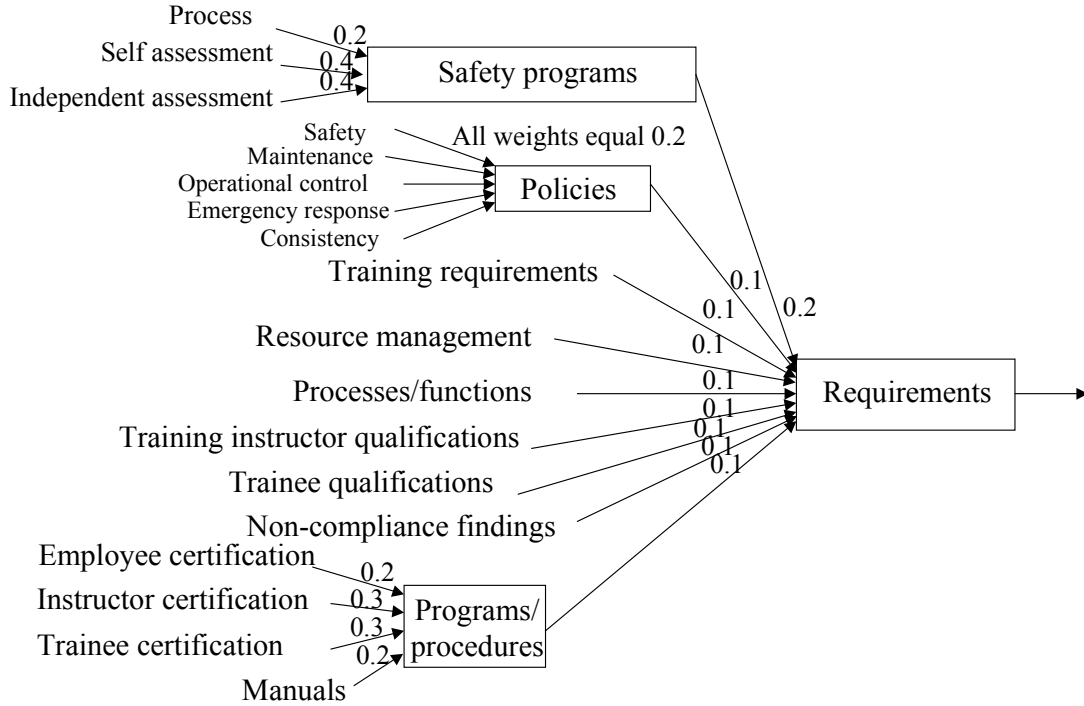 Process
0.2
Self assessment
0.4
Safety programs
0.4
Independent assessment
Safety
All weights equal 0.2
Maintenance
Operational control
Policies
Emergency response
Consistency
Training requirements
0.1
0.1
0.2
Resource management
0.1
Processes/functions
0.1
Requirements
0.1
Training instructor qualifications
0.1
0.1
0.1
Trainee qualifications
Non-compliance findings
Employee certification
0.2
Instructor certification
0.3
Programs/
procedures
0.3
Trainee certification
0.2
Manuals